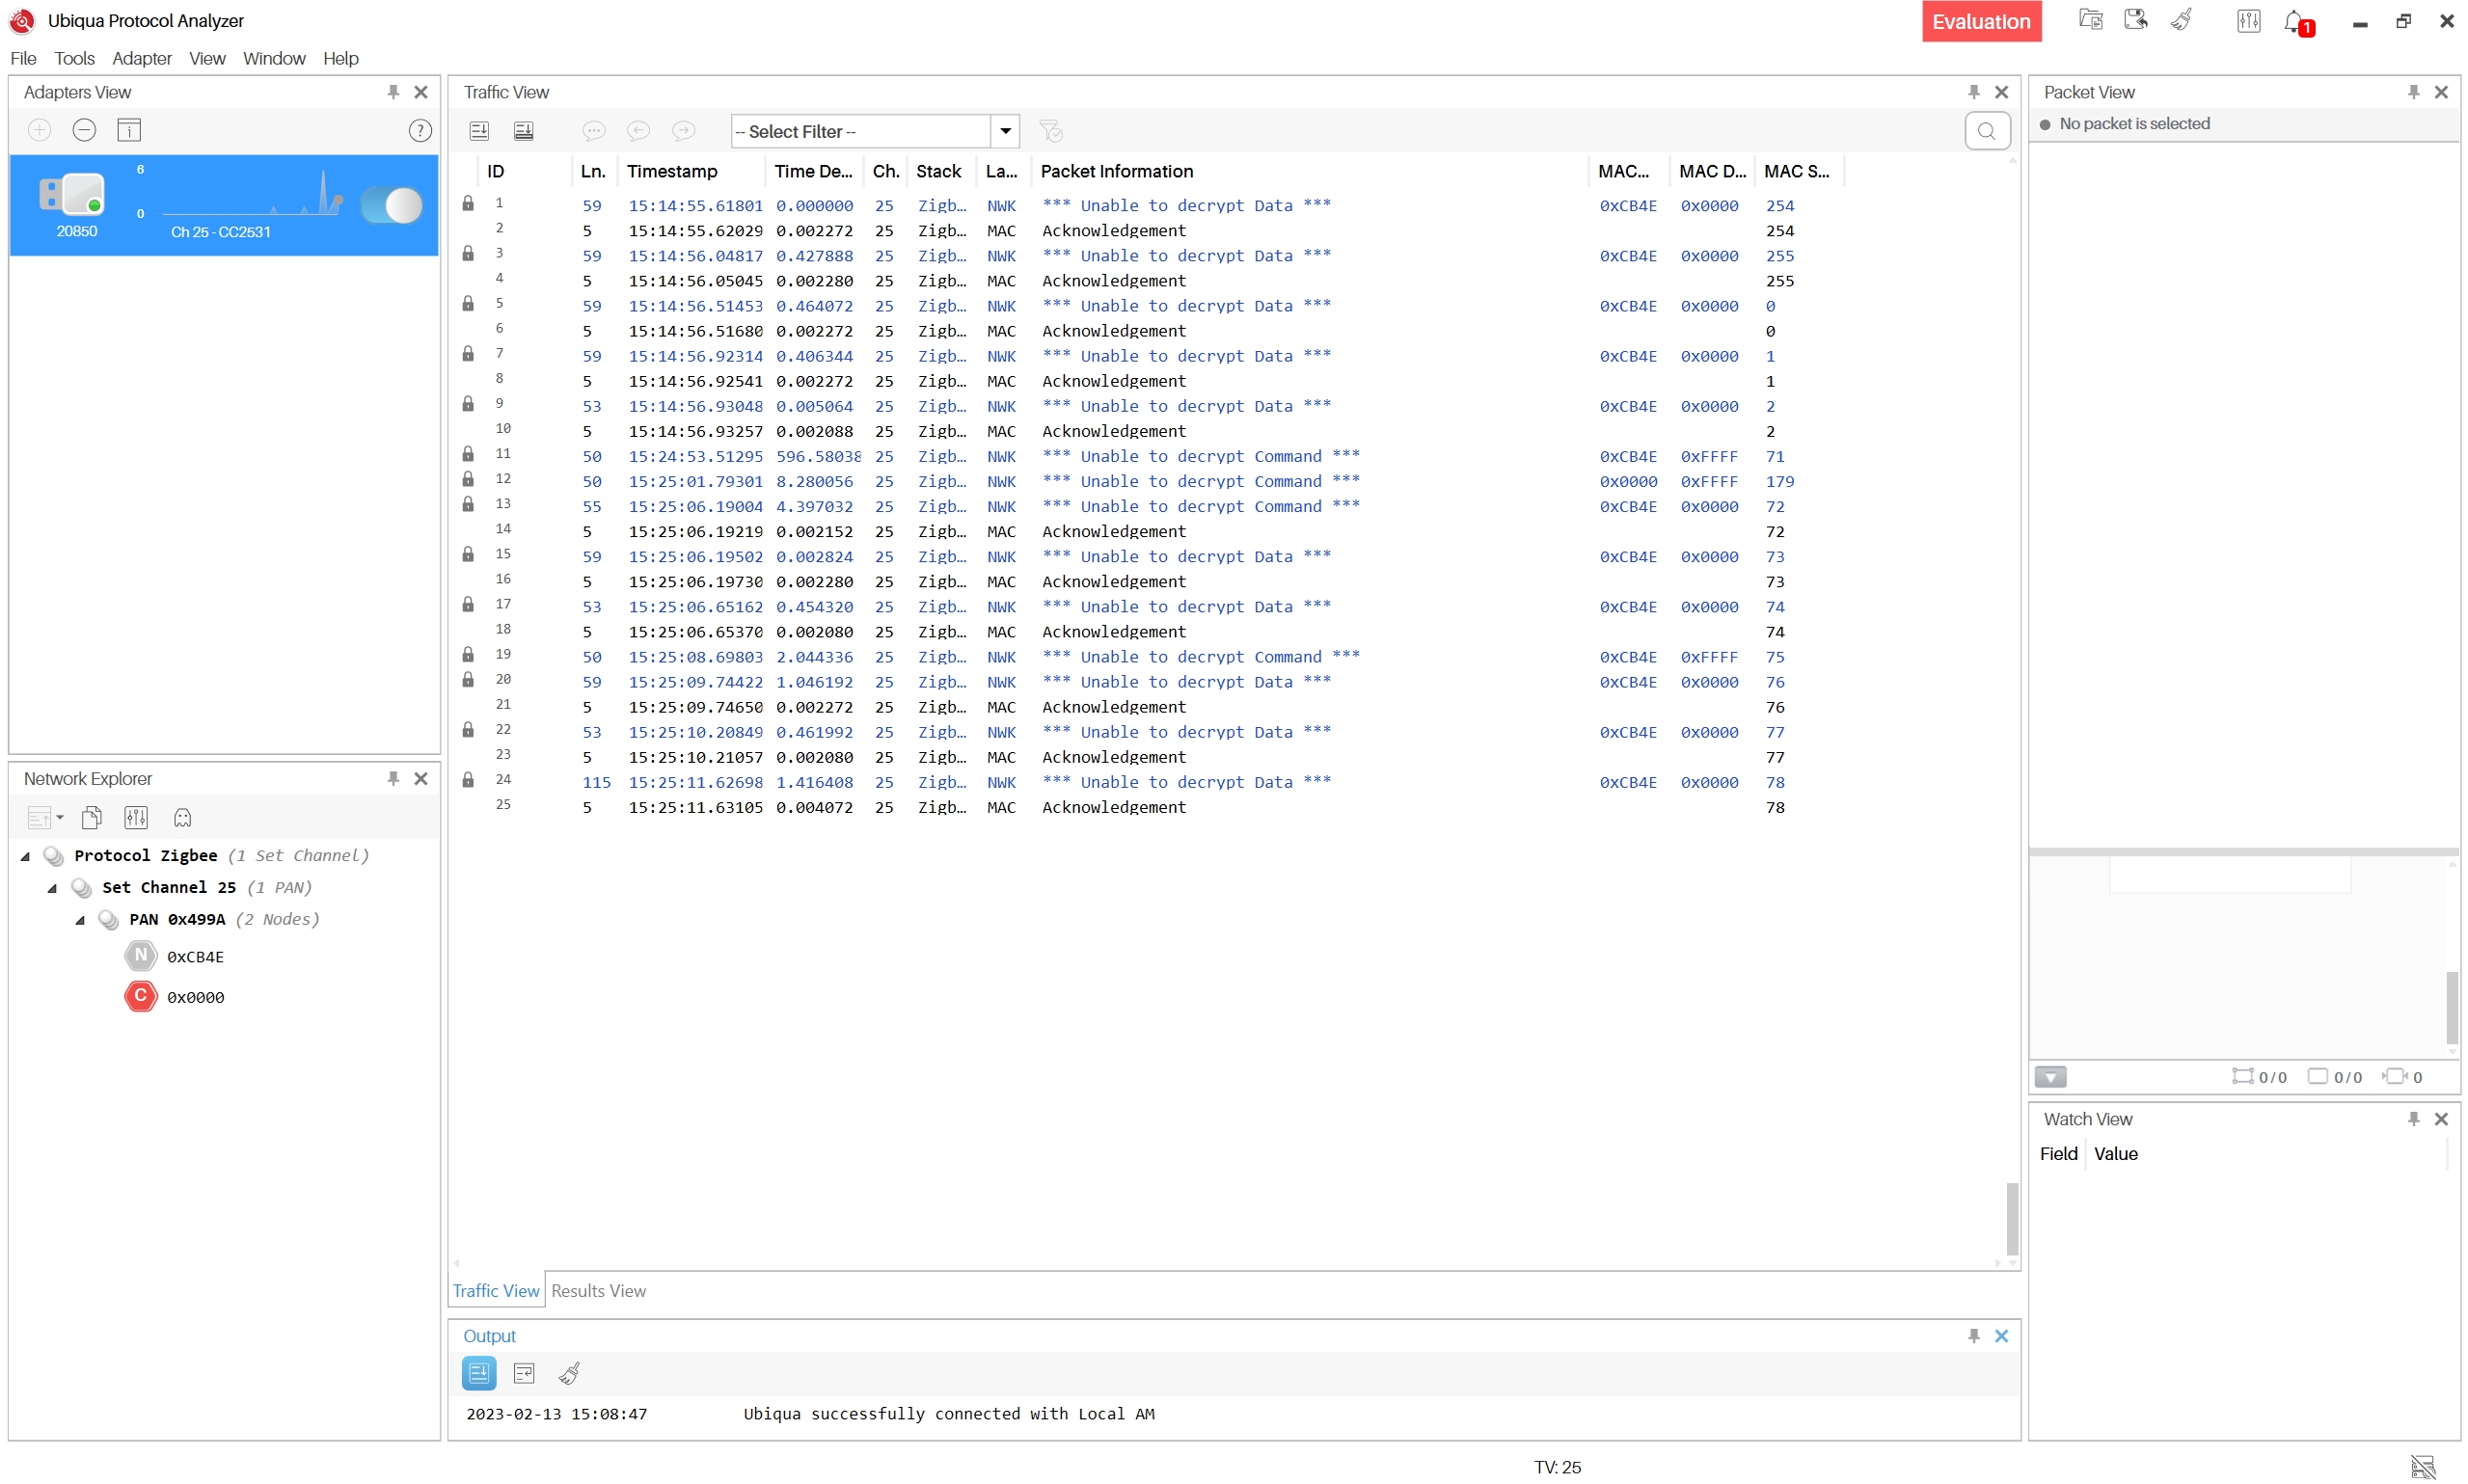 Ubiqua Protocol Analyzer
Evaluation
1
File Tools Adapter View Window Help
Adapters View
6
0
20850
Ch 25 - CC2531
Traffic View
-- Select Filter --
ID Ln. Timestamp Time De... Ch. Stack La... Packet Information MAC... MAC D... MAC S...
1 59 15:14:55.61801 0.000000 25 Zigb... NWK *** Unable to decrypt Data *** 0xCB4E 0x0000 254
2 5 15:14:55.62029 0.002272 25 Zigb... MAC Acknowledgement 254
3 59 15:14:56.04817 0.427888 25 Zigb... NWK *** Unable to decrypt Data *** 0xCB4E 0x0000 255
4 5 15:14:56.05045 0.002280 25 Zigb... MAC Acknowledgement 255
5 59 15:14:56.51453 0.464072 25 Zigb... NWK *** Unable to decrypt Data *** 0xCB4E 0x0000 0
6 5 15:14:56.51680 0.002272 25 Zigb... MAC Acknowledgement 0
7 59 15:14:56.92314 0.406344 25 Zigb... NWK *** Unable to decrypt Data *** 0xCB4E 0x0000 1
8 5 15:14:56.92541 0.002272 25 Zigb... MAC Acknowledgement 1
9 53 15:14:56.93048 0.005064 25 Zigb... NWK *** Unable to decrypt Data *** 0xCB4E 0x0000 2
10 5 15:14:56.93257 0.002088 25 Zigb... MAC Acknowledgement 2
11 50 15:24:53.51295 596.58038 25 Zigb... NWK *** Unable to decrypt Command *** 0xCB4E 0xFFFF 71
12 50 15:25:01.79301 8.280056 25 Zigb... NWK *** Unable to decrypt Command *** 0x0000 0xFFFF 179
13 55 15:25:06.19004 4.397032 25 Zigb... NWK *** Unable to decrypt Command *** 0xCB4E 0x0000 72
14 5 15:25:06.19219 0.002152 25 Zigb... MAC Acknowledgement 72
15 59 15:25:06.19502 0.002824 25 Zigb... NWK *** Unable to decrypt Data *** 0xCB4E 0x0000 73
16 5 15:25:06.19730 0.002280 25 Zigb... MAC Acknowledgement 73
17 53 15:25:06.65162 0.454320 25 Zigb... NWK *** Unable to decrypt Data *** 0xCB4E 0x0000 74
18 5 15:25:06.65370 0.002080 25 Zigb... MAC Acknowledgement 74
19 50 15:25:08.69803 2.044336 25 Zigb... NWK *** Unable to decrypt Command *** 0xCB4E 0xFFFF 75
20 59 15:25:09.74422 1.046192 25 Zigb... NWK *** Unable to decrypt Data *** 0xCB4E 0x0000 76
21 5 15:25:09.74650 0.002272 25 Zigb... MAC Acknowledgement 76
22 53 15:25:10.20849 0.461992 25 Zigb... NWK *** Unable to decrypt Data *** 0xCB4E 0x0000 77
23 5 15:25:10.21057 0.002080 25 Zigb... MAC Acknowledgement 77
24 115 15:25:11.62698 1.416408 25 Zigb... NWK *** Unable to decrypt Data *** 0xCB4E 0x0000 78
25 5 15:25:11.63105 0.004072 25 Zigb... MAC Acknowledgement 78
Packet View
No packet is selected
0 / 0 0 / 0 0
Network Explorer
Protocol Zigbee (1 Set Channel)
Set Channel 25 (1 PAN)
PAN 0x499A (2 Nodes)
N 0xCB4E
C 0x0000
Traffic View Results View
Output
2023-02-13 15:08:47 Ubiqua successfully connected with Local AM
Watch View
Field Value
TV: 25